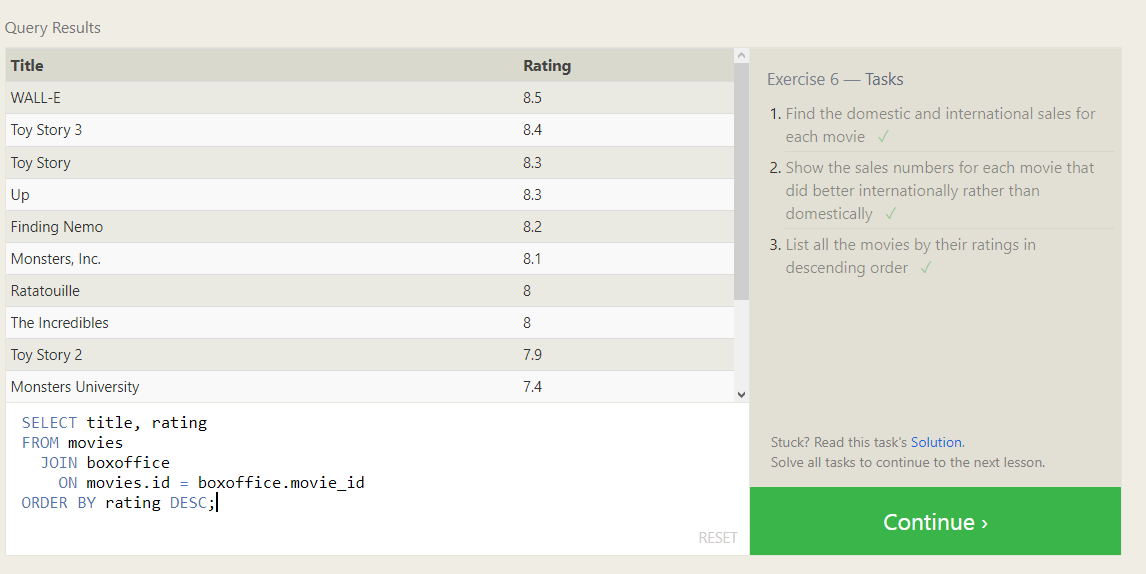 Query Results
Title Rating
WALL-E 8.5
Toy Story 3 8.4
Toy Story 8.3
Up 8.3
Finding Nemo 8.2
Monsters, Inc. 8.1
Ratatouille 8
The Incredibles 8
Toy Story 2 7.9
Monsters University 7.4
SELECT title, rating
FROM movies
  JOIN boxoffice
    ON movies.id = boxoffice.movie_id
ORDER BY rating DESC;
RESET
Exercise 6 — Tasks
1. Find the domestic and international sales for
each movie ✓
2. Show the sales numbers for each movie that
did better internationally rather than
domestically ✓
3. List all the movies by their ratings in
descending order ✓
Stuck? Read this task's Solution.
Solve all tasks to continue to the next lesson.
Continue ›